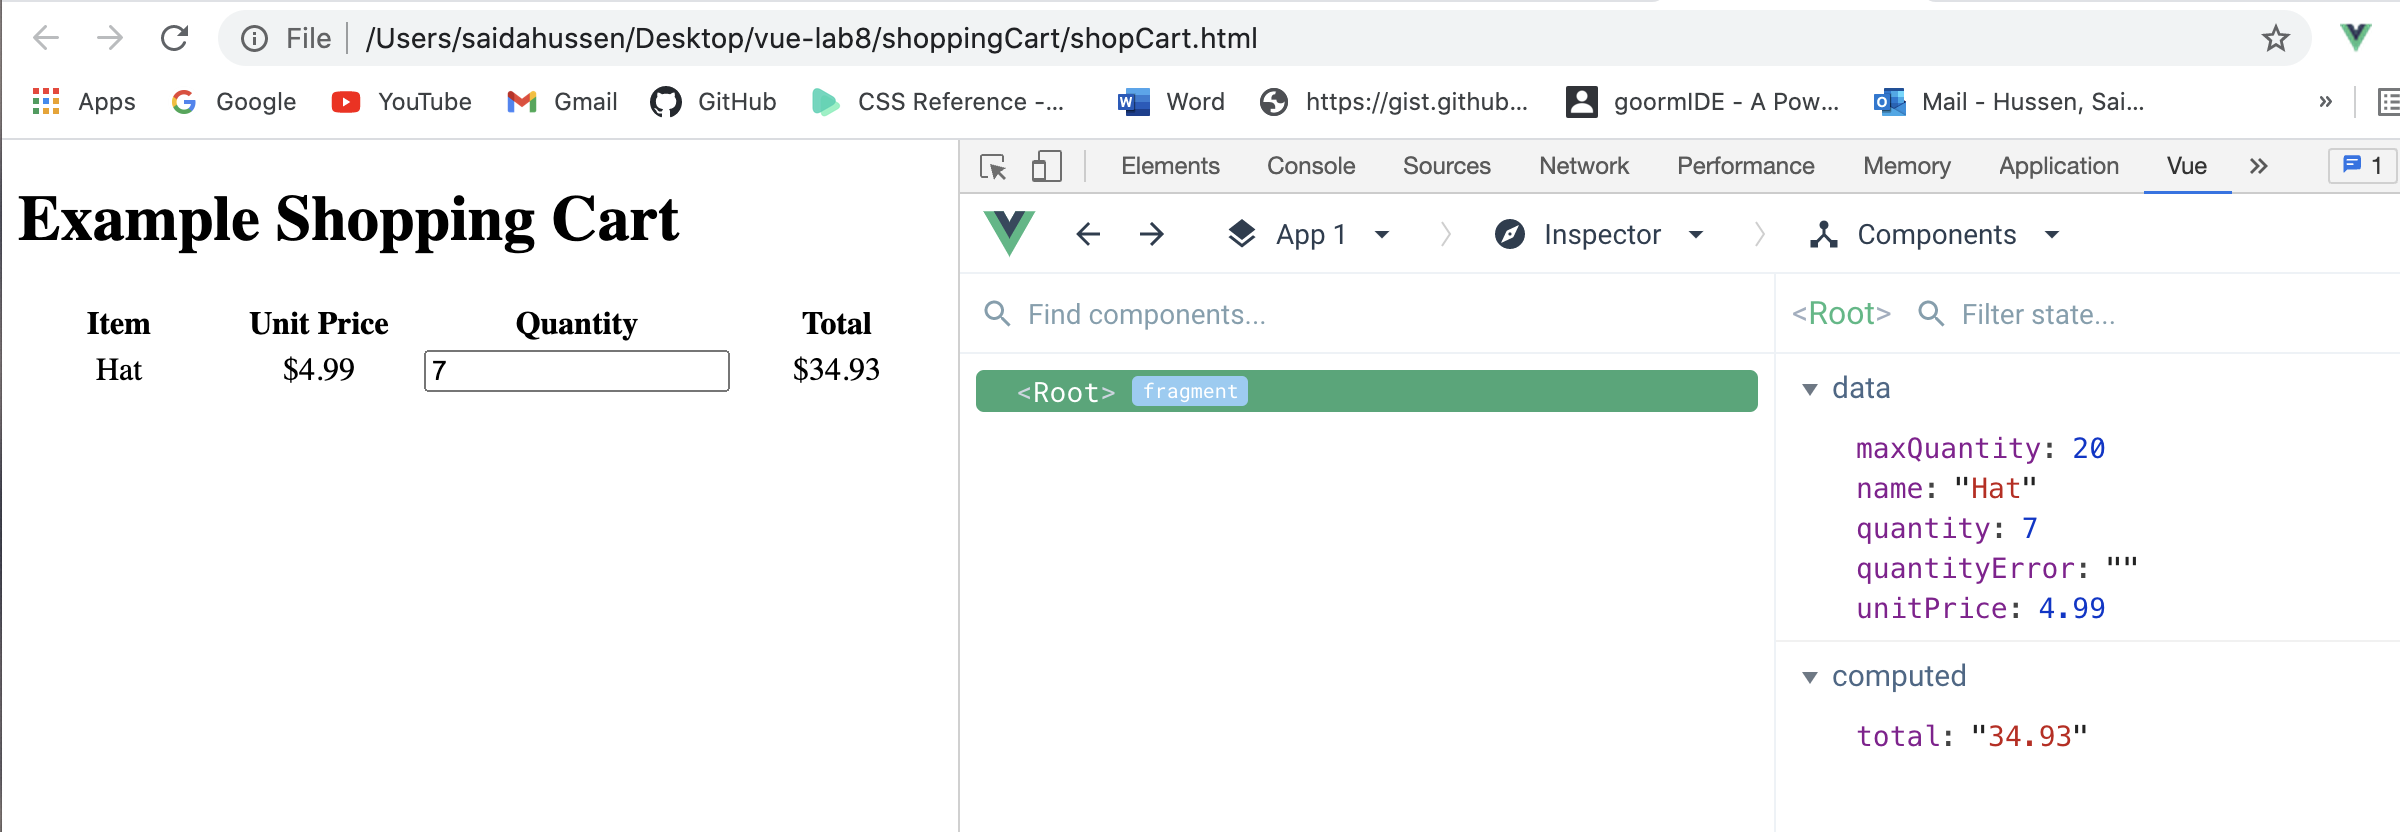 File /Users/saidahussen/Desktop/vue-lab8/shoppingCart/shopCart.html
Apps Google YouTube Gmail GitHub CSS Reference -... Word https://gist.github... goormIDE - A Pow... Mail - Hussen, Sai... »
Elements Console Sources Network Performance Memory Application Vue » 1
App 1 Inspector Components
Example Shopping Cart
Item Unit Price Quantity Total
Hat $4.99 7 $34.93
Find components...
<Root> fragment
<Root> Filter state...
data
maxQuantity: 20
name: "Hat"
quantity: 7
quantityError: ""
unitPrice: 4.99
computed
total: "34.93"